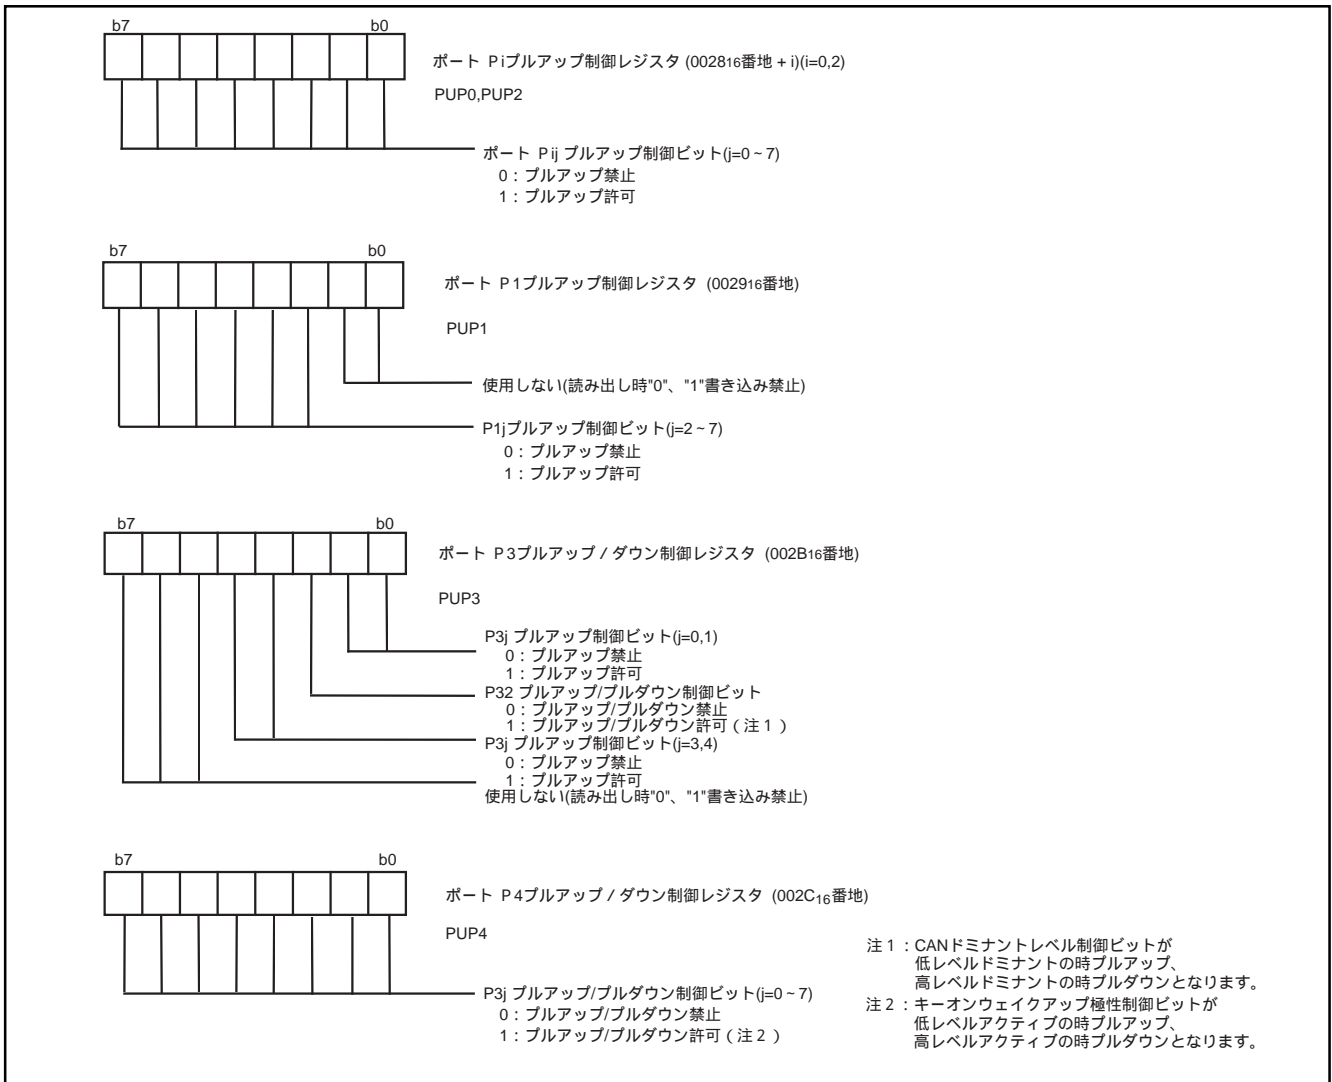 b7 b0
ポート Piプルアップ制御レジスタ (002816番地 + i)(i=0,2)
PUP0,PUP2
ポート Pij プルアップ制御ビット(j=0～7)
0：プルアップ禁止
1：プルアップ許可
b7 b0
ポート P1プルアップ制御レジスタ (002916番地)
PUP1
使用しない(読み出し時"0"、"1"書き込み禁止)
P1jプルアップ制御ビット(j=2～7)
0：プルアップ禁止
1：プルアップ許可
b7 b0
ポート P3プルアップ／ダウン制御レジスタ (002B16番地)
PUP3
P3j プルアップ制御ビット(j=0,1)
0：プルアップ禁止
1：プルアップ許可
P32 プルアップ/プルダウン制御ビット
0：プルアップ/プルダウン禁止
1：プルアップ/プルダウン許可（注1）
P3j プルアップ制御ビット(j=3,4)
0：プルアップ禁止
1：プルアップ許可
使用しない(読み出し時"0"、"1"書き込み禁止)
b7 b0
ポート P4プルアップ／ダウン制御レジスタ (002C16番地)
PUP4
P3j プルアップ/プルダウン制御ビット(j=0～7)
0：プルアップ/プルダウン禁止
1：プルアップ/プルダウン許可（注2）
注1：CANドミナントレベル制御ビットが
低レベルドミナントの時プルアップ、
高レベルドミナントの時プルダウンとなります。
注2：キーオンウェイクアップ極性制御ビットが
低レベルアクティブの時プルアップ、
高レベルアクティブの時プルダウンとなります。